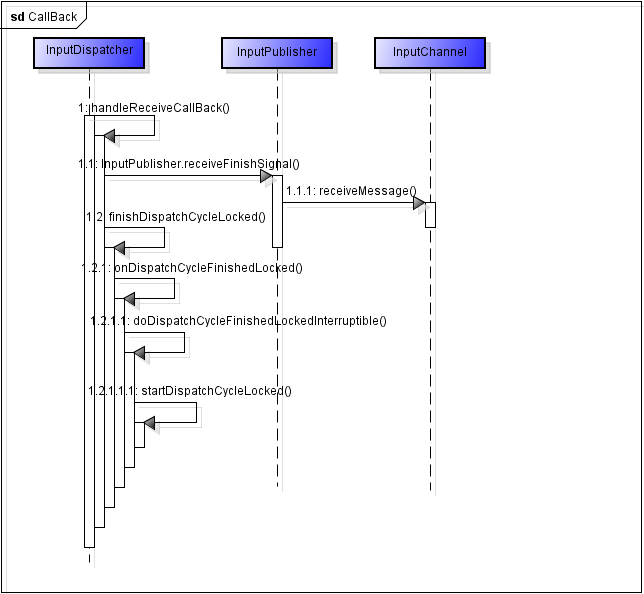 sd CallBack
InputDispatcher
InputPublisher
InputChannel
1: handleReceiveCallBack()
1.1: InputPublisher.receiveFinishSignal()
1.1.1: receiveMessage()
1.2: finishDispatchCycleLocked()
1.2.1: onDispatchCycleFinishedLocked()
1.2.1.1: doDispatchCycleFinishedLockedInterruptible()
1.2.1.1.1: startDispatchCycleLocked()